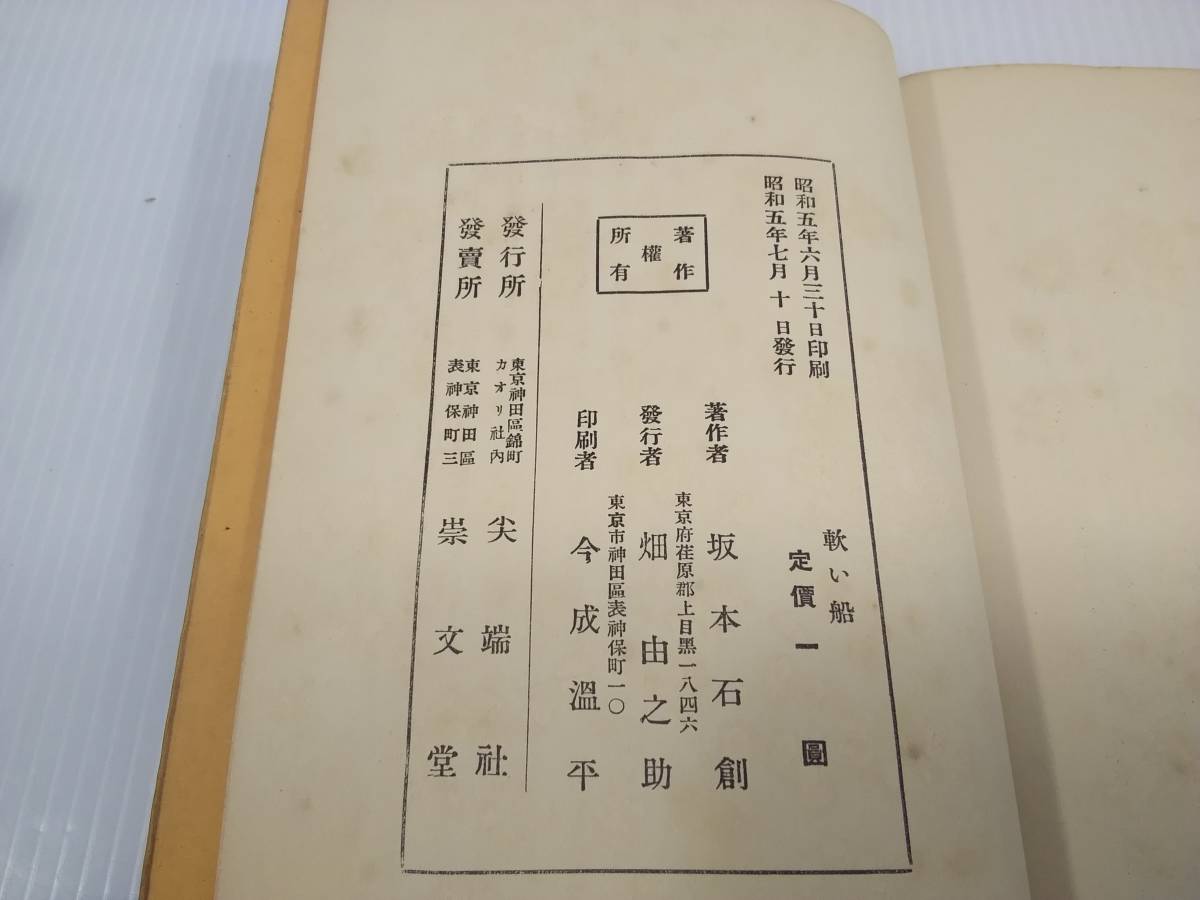 昭和五年六月三十日印刷
昭和五年七月十日發行
軟い船
定價一圓
著作權所有
著作者 坂本石創
東京府荏原郡上目黑一八四六
發行者 畑由之助
東京市神田區表神保町一〇
印刷者 今成溫平
發行所 東京神田區錦町カオリ社內 尖端社
發賣所 東京神田區表神保町三 崇文堂